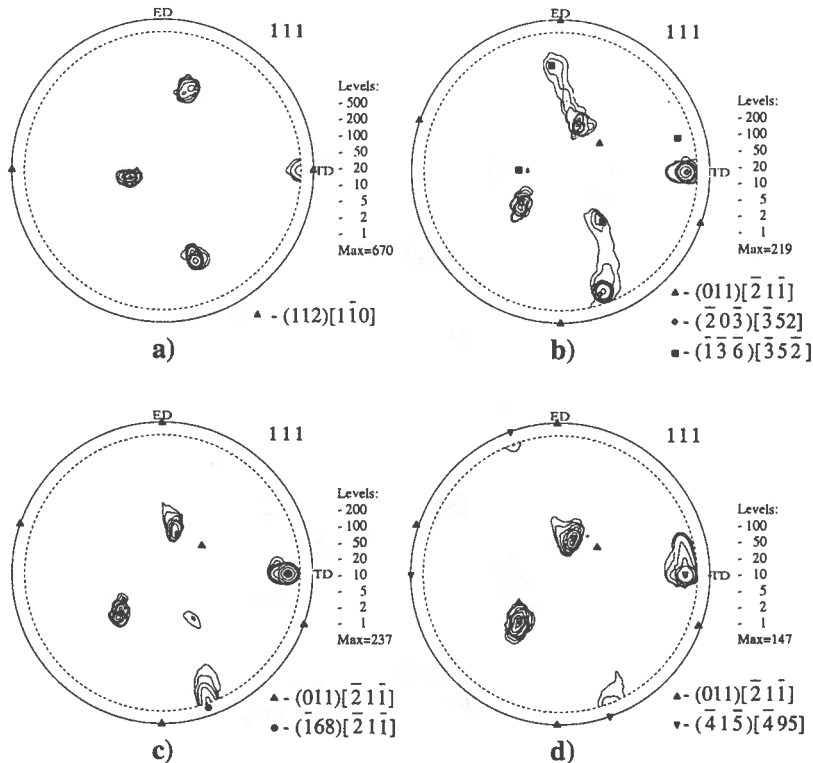 ED
111
Levels:
- 500
- 200
- 100
- 50
TD - 20
- 10
- 5
- 2
- 1
Max=670
▲ - (112)[11̅0]
a)
ED
111
Levels:
- 200
- 100
- 50
TD - 20
- 10
- 5
- 2
- 1
Max=219
▲ - (011)[2̅11̅]
◆ - (2̅03̅)[3̅52]
■ - (1̅3̅6̅)[3̅52̅]
b)
ED
111
Levels:
- 200
- 100
- 50
- 20
TD - 10
- 5
- 2
- 1
Max=237
▲ - (011)[2̅11̅]
● - (1̅68)[2̅11̅]
c)
ED
111
Levels:
- 100
- 50
- 20
TD - 10
- 5
- 2
- 1
Max=147
▲ - (011)[2̅11̅]
▼ - (4̅15̅)[4̅95]
d)